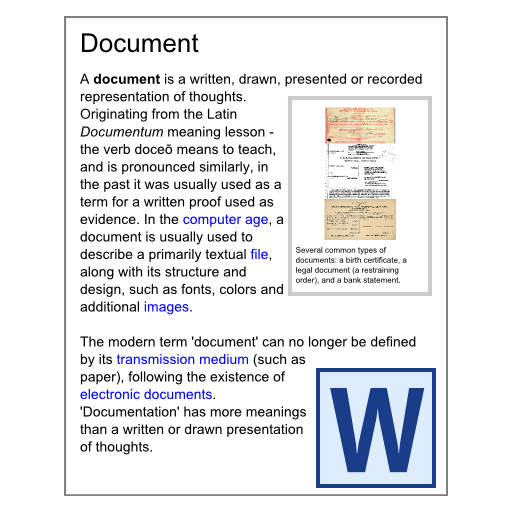 Document
A document is a written, drawn, presented or recorded
representation of thoughts.
Originating from the Latin
Documentum meaning lesson -
the verb doceō means to teach,
and is pronounced similarly, in
the past it was usually used as a
term for a written proof used as
evidence. In the computer age, a
document is usually used to
describe a primarily textual file,
along with its structure and
design, such as fonts, colors and
additional images.
Several common types of
documents: a birth certificate, a
legal document (a restraining
order), and a bank statement.
The modern term 'document' can no longer be defined
by its transmission medium (such as
paper), following the existence of
electronic documents.
'Documentation' has more meanings
than a written or drawn presentation
of thoughts.
W